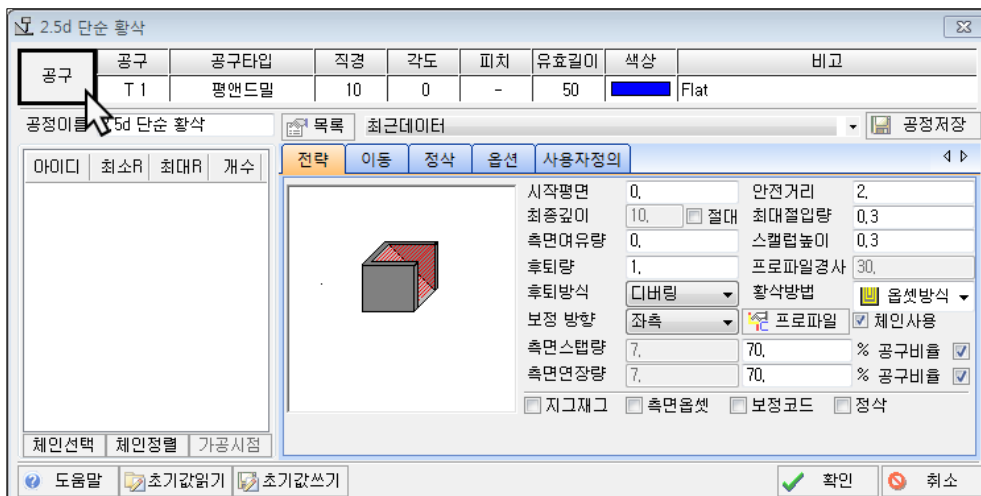 2.5d 단순 황삭
공구 공구 공구타입 직경 각도 피치 유효길이 색상 비고
T 1 평앤드밀 10 0 - 50 Flat
공정이름 2.5d 단순 황삭 목록 최근데이터 공정저장
아이디 최소R 최대R 개수 전략 이동 정삭 옵션 사용자정의
시작평면 0, 안전거리 2,
최종깊이 10, 절대 최대절입량 0,3
측면여유량 0, 스캘럽높이 0,3
후퇴량 1, 프로파일경사 30,
후퇴방식 디버링 황삭방법 옵셋방식
보정 방향 좌측 프로파일 체인사용
측면스탭량 7, 70, % 공구비율
측면연장량 7, 70, % 공구비율
지그재그 측면옵셋 보정코드 정삭
체인선택 체인정렬 가공시점
도움말 초기값읽기 초기값쓰기 확인 취소